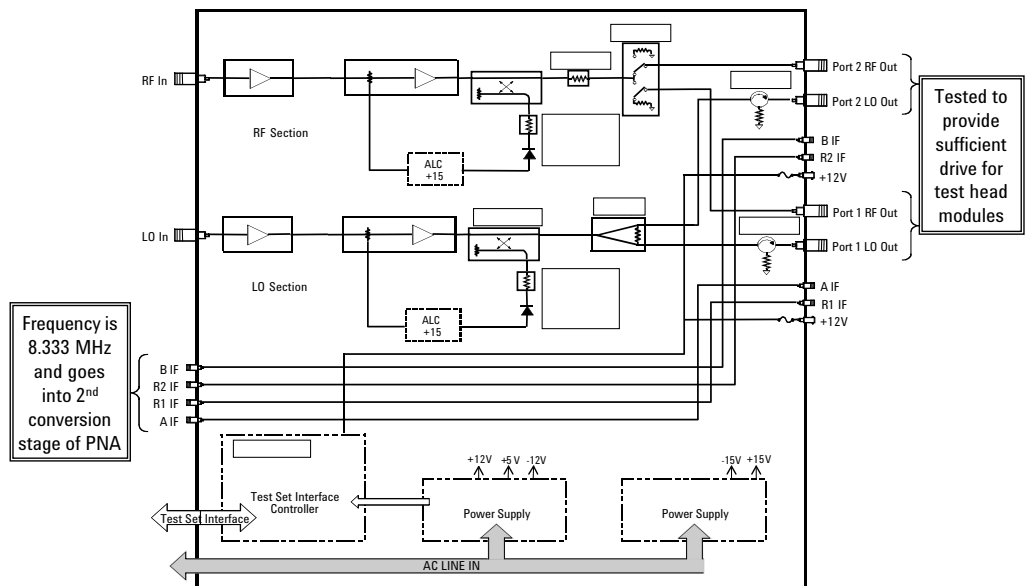 RF In
RF Section
ALC
+15
Port 2 RF Out
Port 2 LO Out
B IF
R2 IF
+12V
Port 1 RF Out
Port 1 LO Out
A IF
R1 IF
+12V
Tested to
provide
sufficient
drive for
test head
modules
LO In
LO Section
ALC
+15
Frequency is
8.333 MHz
and goes
into 2nd
conversion
stage of PNA
B IF
R2 IF
R1 IF
A IF
Test Set Interface
Controller
Test Set Interface
+12V +5 V -12V
Power Supply
-15V +15V
Power Supply
AC LINE IN